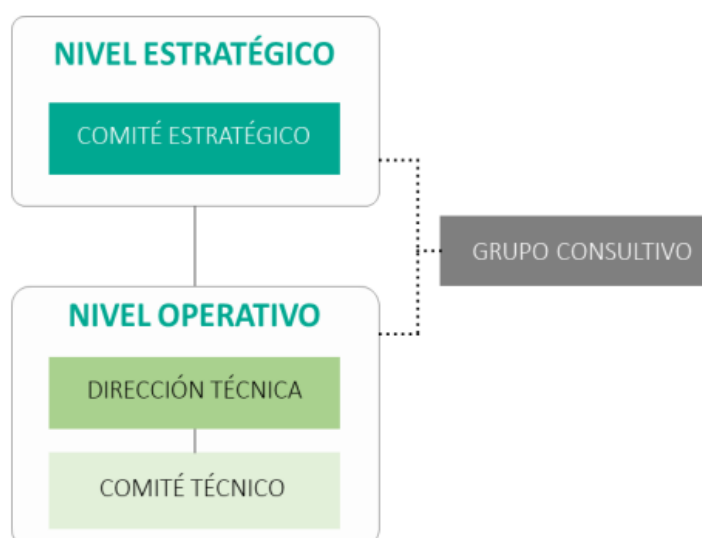 NIVEL ESTRATÉGICO
COMITÉ ESTRATÉGICO
GRUPO CONSULTIVO
NIVEL OPERATIVO
DIRECCIÓN TÉCNICA
COMITÉ TÉCNICO